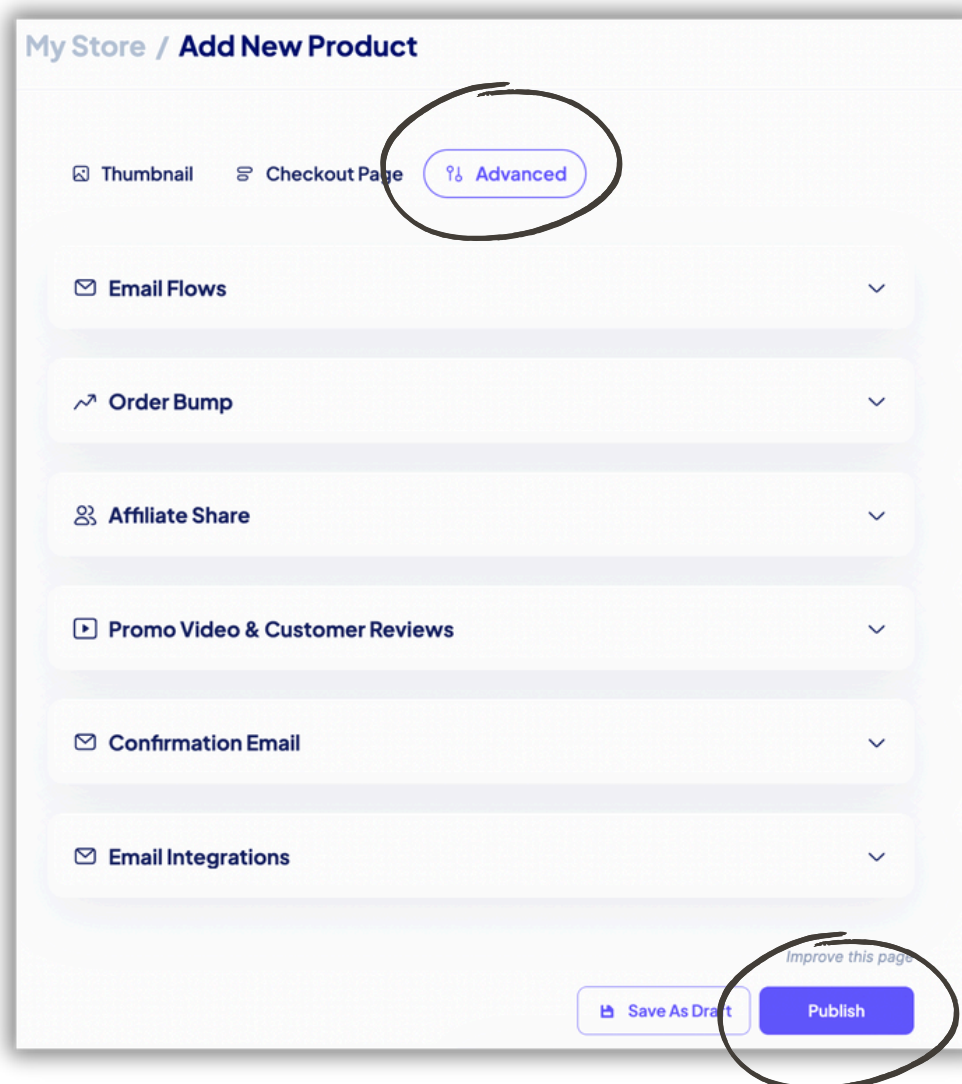 My Store / Add New Product
Thumbnail Checkout Page Advanced
Email Flows
Order Bump
Affiliate Share
Promo Video & Customer Reviews
Confirmation Email
Email Integrations
Improve this page
Save As Draft Publish